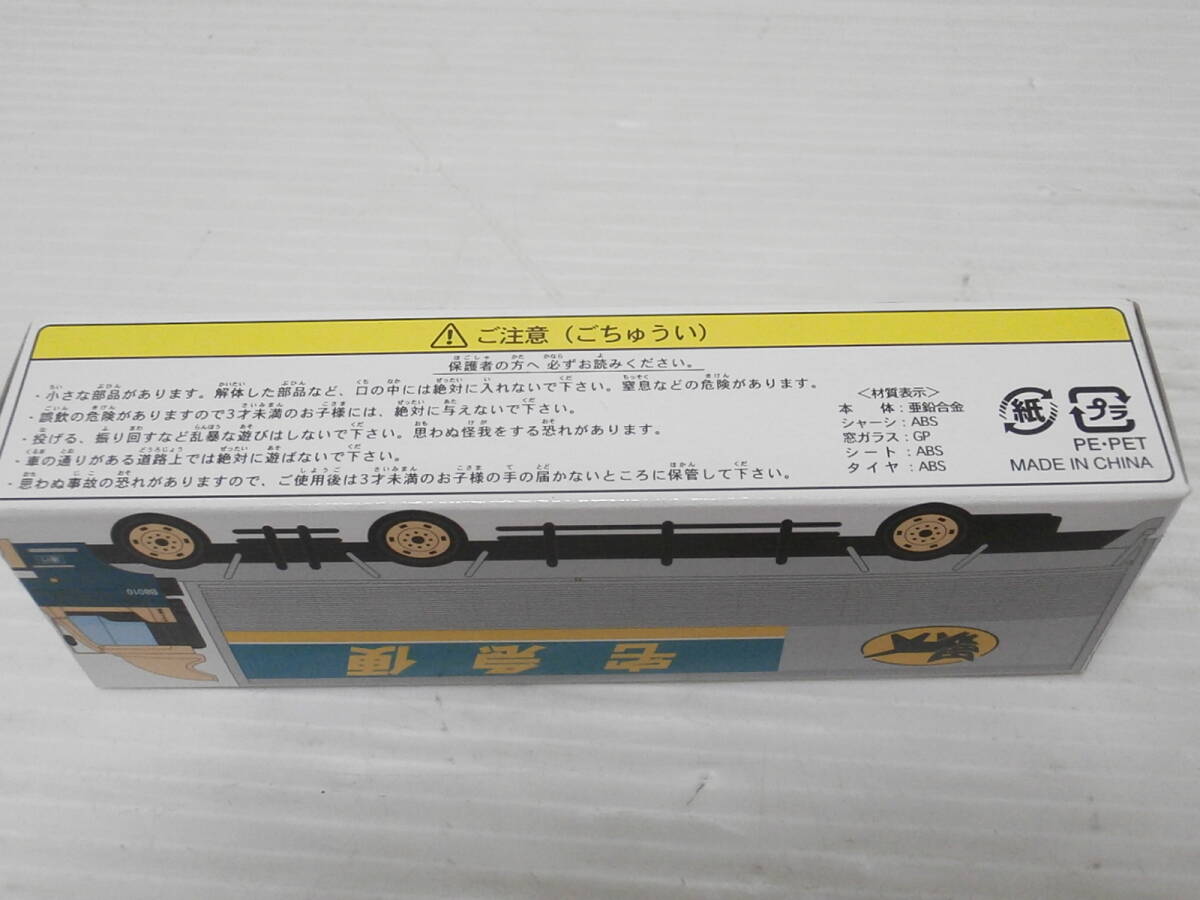 ご注意（ごちゅうい）
保護者の方へ 必ずお読みください。
・小さな部品があります。解体した部品など、口の中には絶対に入れないで下さい。窒息などの危険があります。
・誤飲の危険がありますので3才未満のお子様には、絶対に与えないで下さい。
・投げる、振り回すなど乱暴な遊びはしないで下さい。思わぬ怪我をする恐れがあります。
・車の通りがある道路上では絶対に遊ばないで下さい。
・思わぬ事故の恐れがありますので、ご使用後は3才未満のお子様の手の届かないところに保管して下さい。
＜材質表示＞
本　体：亜鉛合金
シャーシ：ABS
窓ガラス：GP
シート：ABS
タイヤ：ABS
紙
プラ
PE・PET
MADE IN CHINA
宅急便